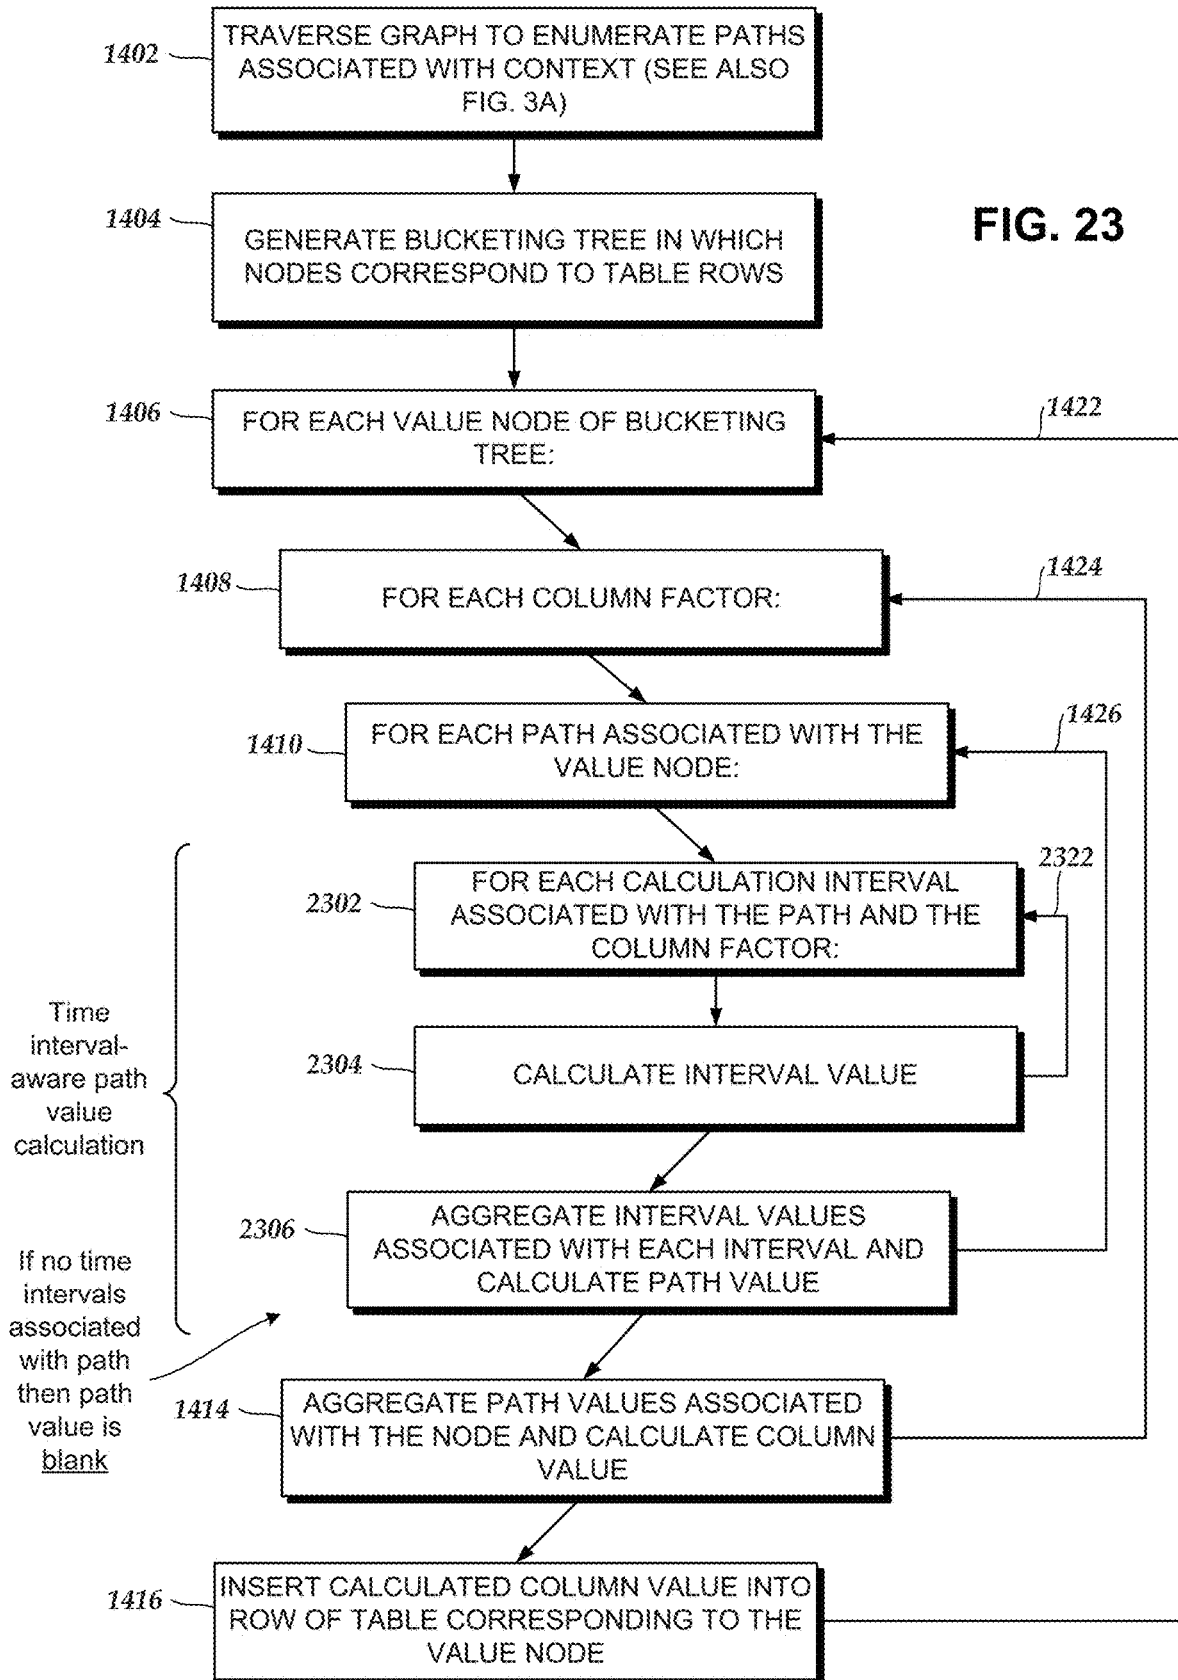 1402
TRAVERSE GRAPH TO ENUMERATE PATHS
ASSOCIATED WITH CONTEXT (SEE ALSO
FIG. 3A)
1404
GENERATE BUCKETING TREE IN WHICH
NODES CORRESPOND TO TABLE ROWS
FIG. 23
1406
FOR EACH VALUE NODE OF BUCKETING
TREE:
1422
1408
FOR EACH COLUMN FACTOR:
1424
1410
FOR EACH PATH ASSOCIATED WITH THE
VALUE NODE:
1426
2302
FOR EACH CALCULATION INTERVAL
ASSOCIATED WITH THE PATH AND THE
COLUMN FACTOR:
2322
Time
interval-
aware path
value
calculation
2304
CALCULATE INTERVAL VALUE
2306
AGGREGATE INTERVAL VALUES
ASSOCIATED WITH EACH INTERVAL AND
CALCULATE PATH VALUE
If no time
intervals
associated
with path
then path
value is
blank
1414
AGGREGATE PATH VALUES ASSOCIATED
WITH THE NODE AND CALCULATE COLUMN
VALUE
1416
INSERT CALCULATED COLUMN VALUE INTO
ROW OF TABLE CORRESPONDING TO THE
VALUE NODE